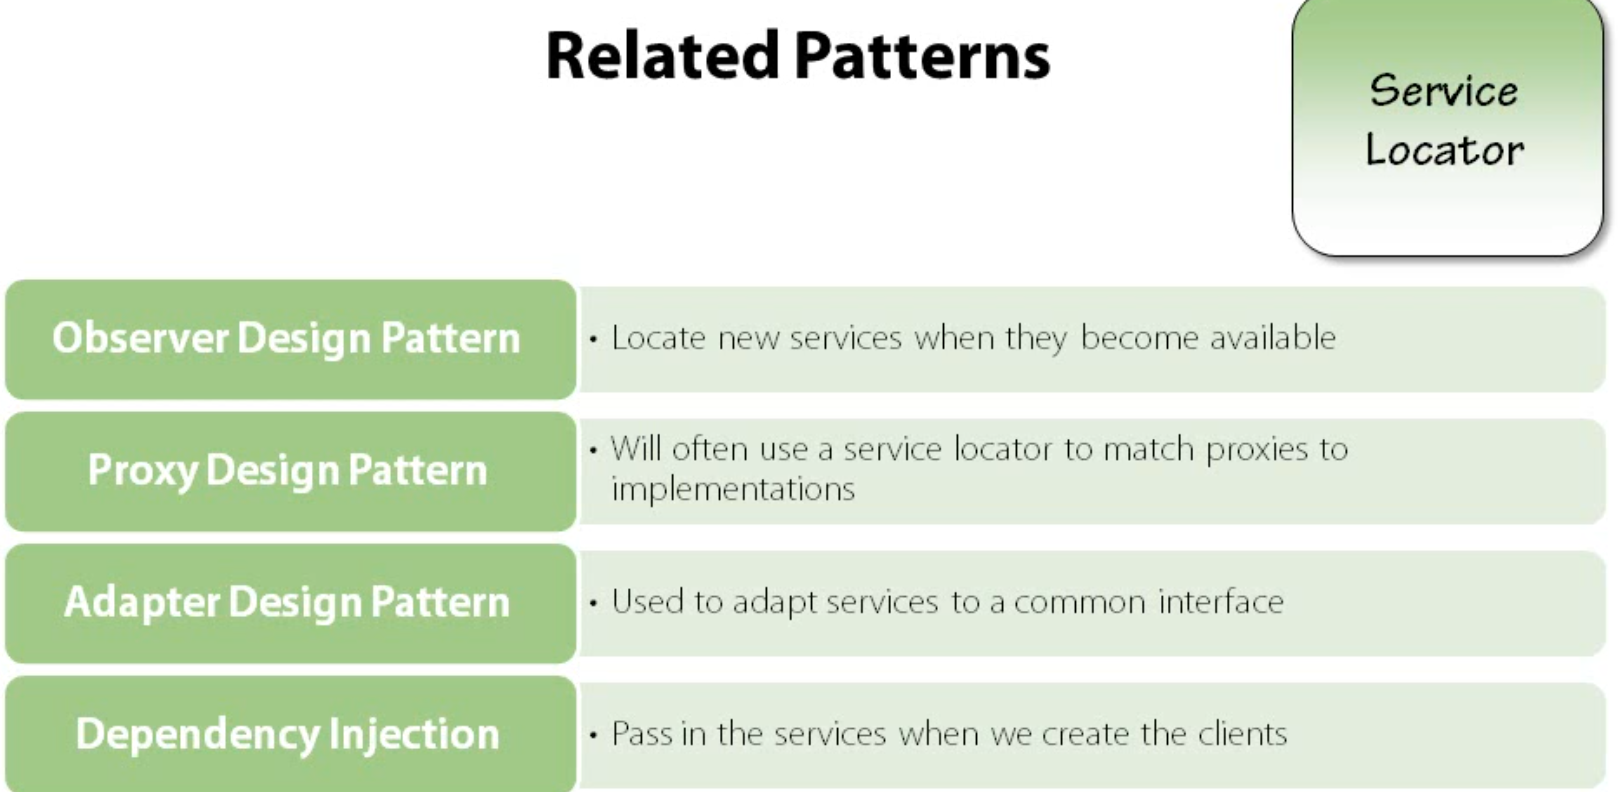 Related Patterns
Service
Locator
Observer Design Pattern
• Locate new services when they become available
Proxy Design Pattern
• Will often use a service locator to match proxies to
implementations
Adapter Design Pattern
• Used to adapt services to a common interface
Dependency Injection
• Pass in the services when we create the clients